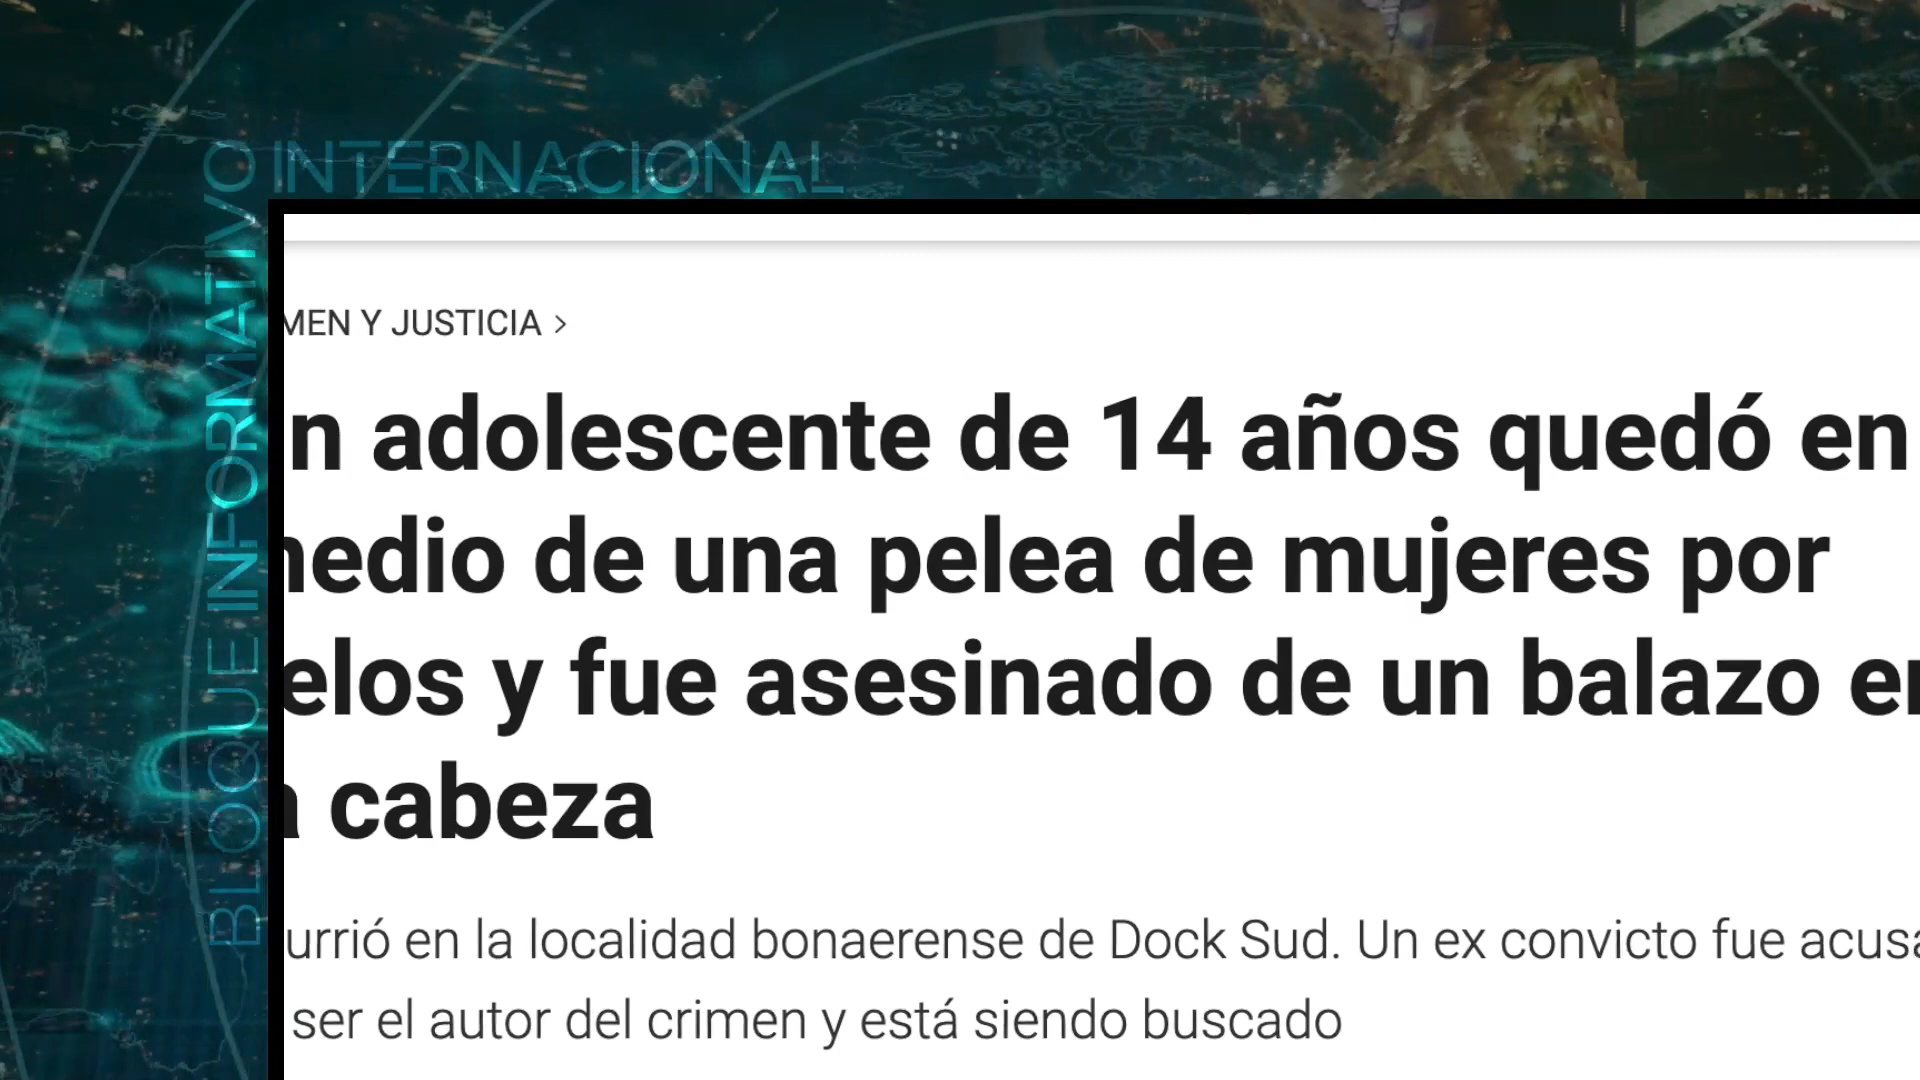 BLOQUE INFORMATIVO INTERNACIONAL
MEN Y JUSTICIA >
n adolescente de 14 años quedó en
medio de una pelea de mujeres por
elos y fue asesinado de un balazo en
a cabeza
urrió en la localidad bonaerense de Dock Sud. Un ex convicto fue acusa
ser el autor del crimen y está siendo buscado